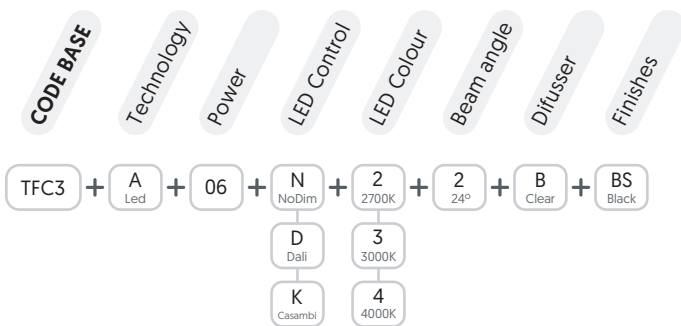 CODE BASE
Technology
Power
LED Control
LED Colour
Beam angle
Difusser
Finishes
TFC3 + A + 06 + N + 2 + 2 + B + BS
Led NoDim 2700K 24º Clear Black
D 3
Dali 3000K
K 4
Casambi 4000K